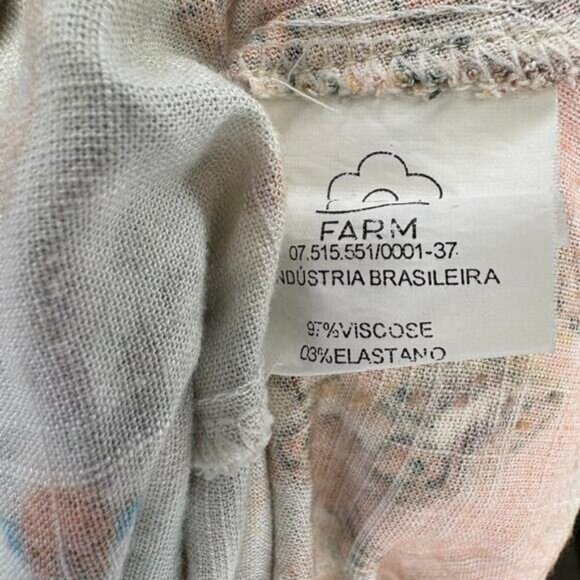 FARM
07.515.551/0001-37
NDÚSTRIA BRASILEIRA
97%VISCOSE
03%ELASTANO